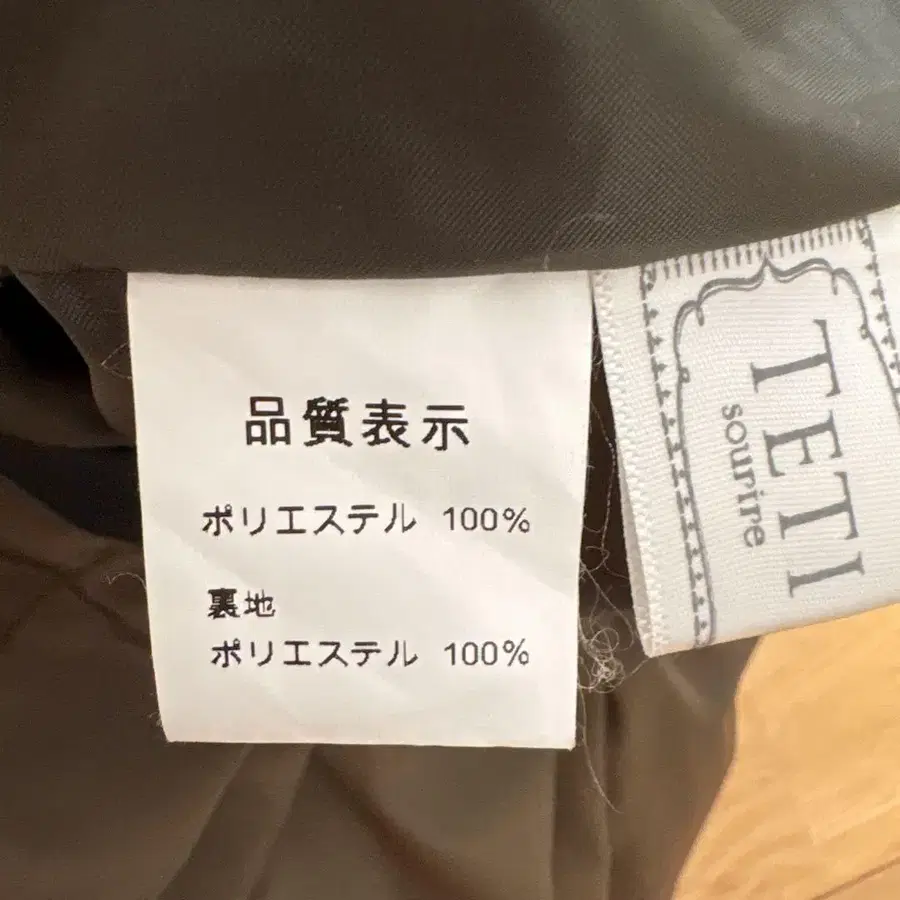 品質表示
ポリエステル 100%
裏地
ポリエステル 100%
TETI
sourire